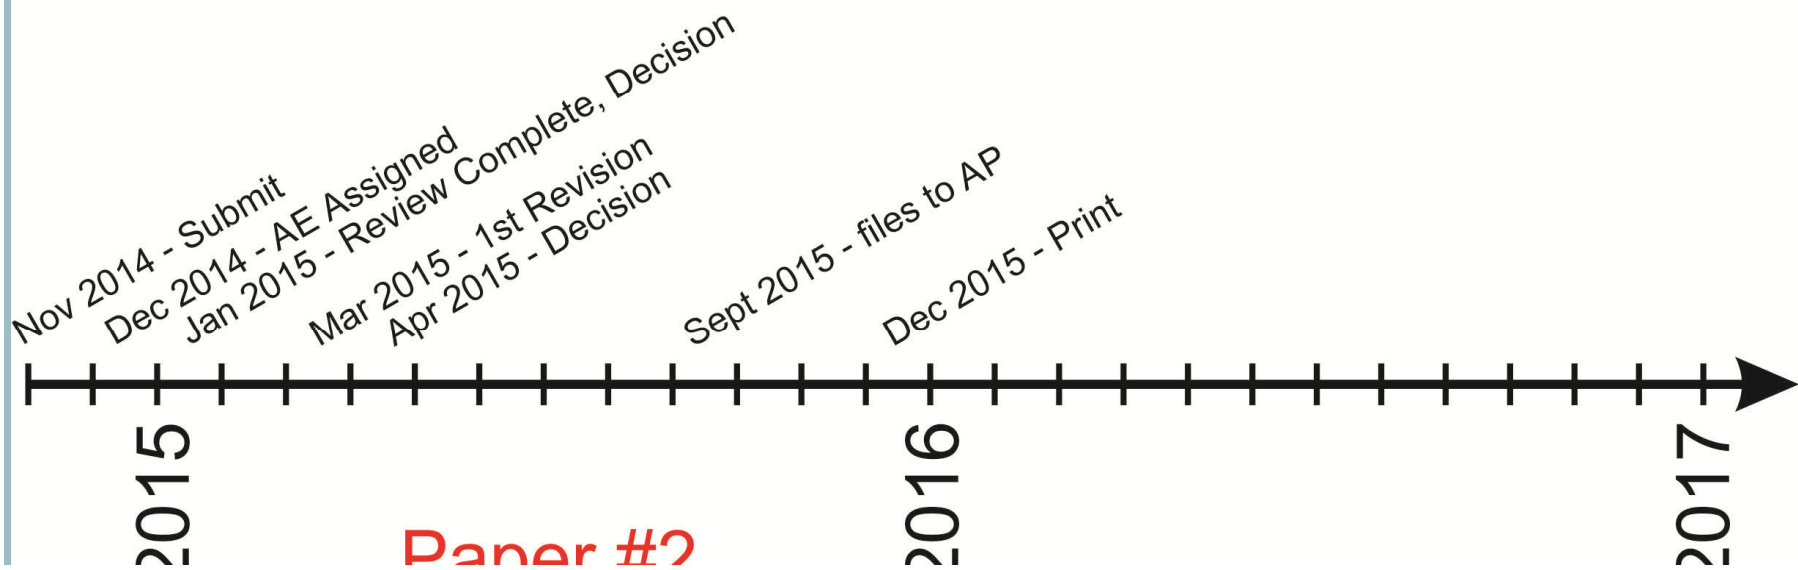 Nov 2014 - Submit
Dec 2014 - AE Assigned
Jan 2015 - Review Complete, Decision
Mar 2015 - 1st Revision
Apr 2015 - Decision
Sept 2015 - files to AP
Dec 2015 - Print
2015
2016
2017
Paper #2